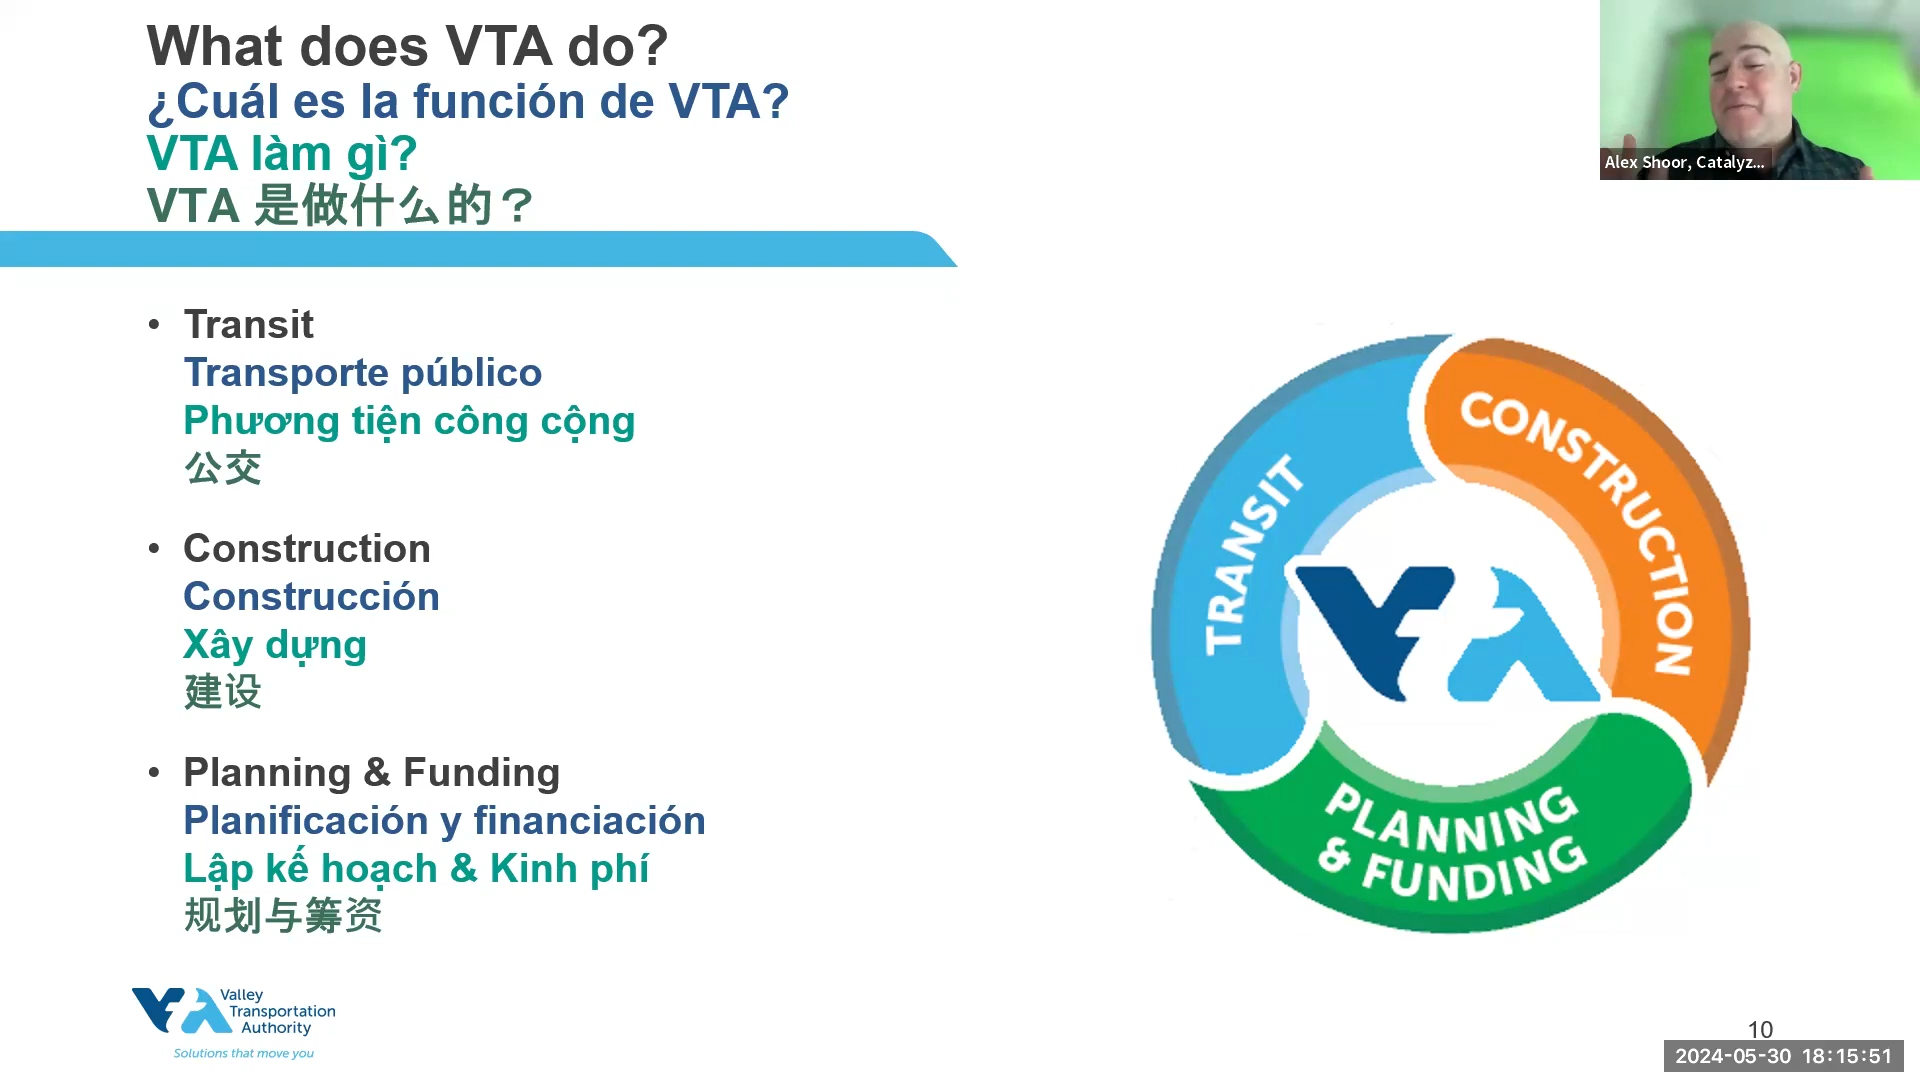 What does VTA do?
¿Cuál es la función de VTA?
VTA làm gì?
VTA 是做什么的？
Alex Shoor, Catalyz...
• Transit
Transporte público
Phương tiện công cộng
公交
• Construction
Construcción
Xây dựng
建设
• Planning & Funding
Planificación y financiación
Lập kế hoạch & Kinh phí
规划与筹资
TRANSIT
CONSTRUCTION
VTA
PLANNING
& FUNDING
VTA
Valley
Transportation
Authority
Solutions that move you
10
2024-05-30 18:15:51